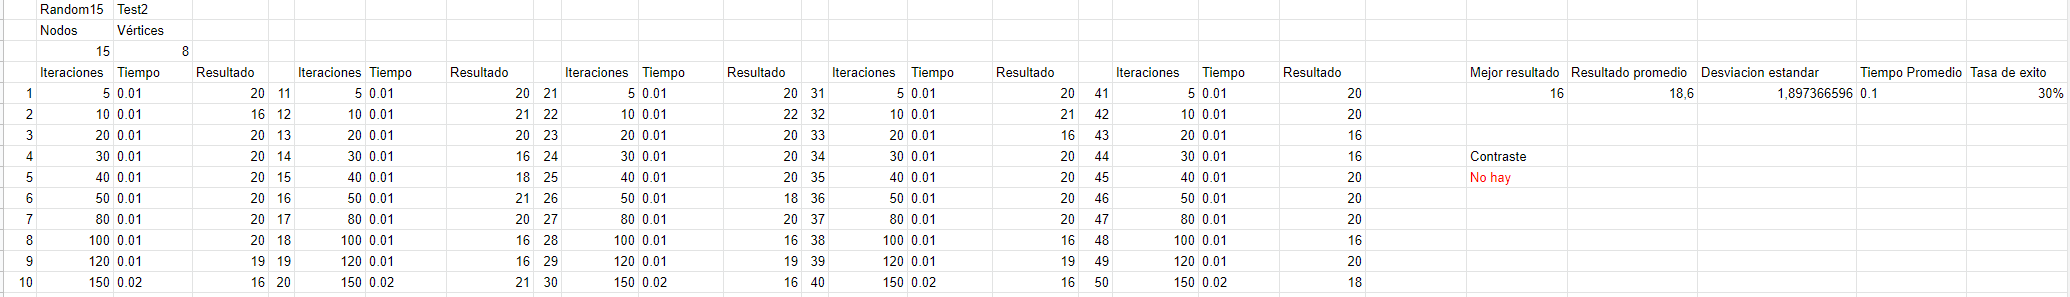 Random15 Test2
Nodos Vértices
15 8
Iteraciones Tiempo Resultado Iteraciones Tiempo Resultado Iteraciones Tiempo Resultado Iteraciones Tiempo Resultado Iteraciones Tiempo Resultado Mejor resultado Resultado promedio Desviacion estandar Tiempo Promedio Tasa de exito
1 5 0.01 20 11 5 0.01 20 21 5 0.01 20 31 5 0.01 20 41 5 0.01 20 16 18,6 1,897366596 0.1 30%
2 10 0.01 16 12 10 0.01 21 22 10 0.01 22 32 10 0.01 21 42 10 0.01 20
3 20 0.01 20 13 20 0.01 20 23 20 0.01 20 33 20 0.01 16 43 20 0.01 16
4 30 0.01 20 14 30 0.01 16 24 30 0.01 20 34 30 0.01 20 44 30 0.01 16 Contraste
5 40 0.01 20 15 40 0.01 18 25 40 0.01 20 35 40 0.01 20 45 40 0.01 20 No hay
6 50 0.01 20 16 50 0.01 21 26 50 0.01 18 36 50 0.01 20 46 50 0.01 20
7 80 0.01 20 17 80 0.01 20 27 80 0.01 20 37 80 0.01 20 47 80 0.01 20
8 100 0.01 20 18 100 0.01 16 28 100 0.01 16 38 100 0.01 16 48 100 0.01 16
9 120 0.01 19 19 120 0.01 16 29 120 0.01 19 39 120 0.01 19 49 120 0.01 20
10 150 0.02 16 20 150 0.02 21 30 150 0.02 16 40 150 0.02 16 50 150 0.02 18